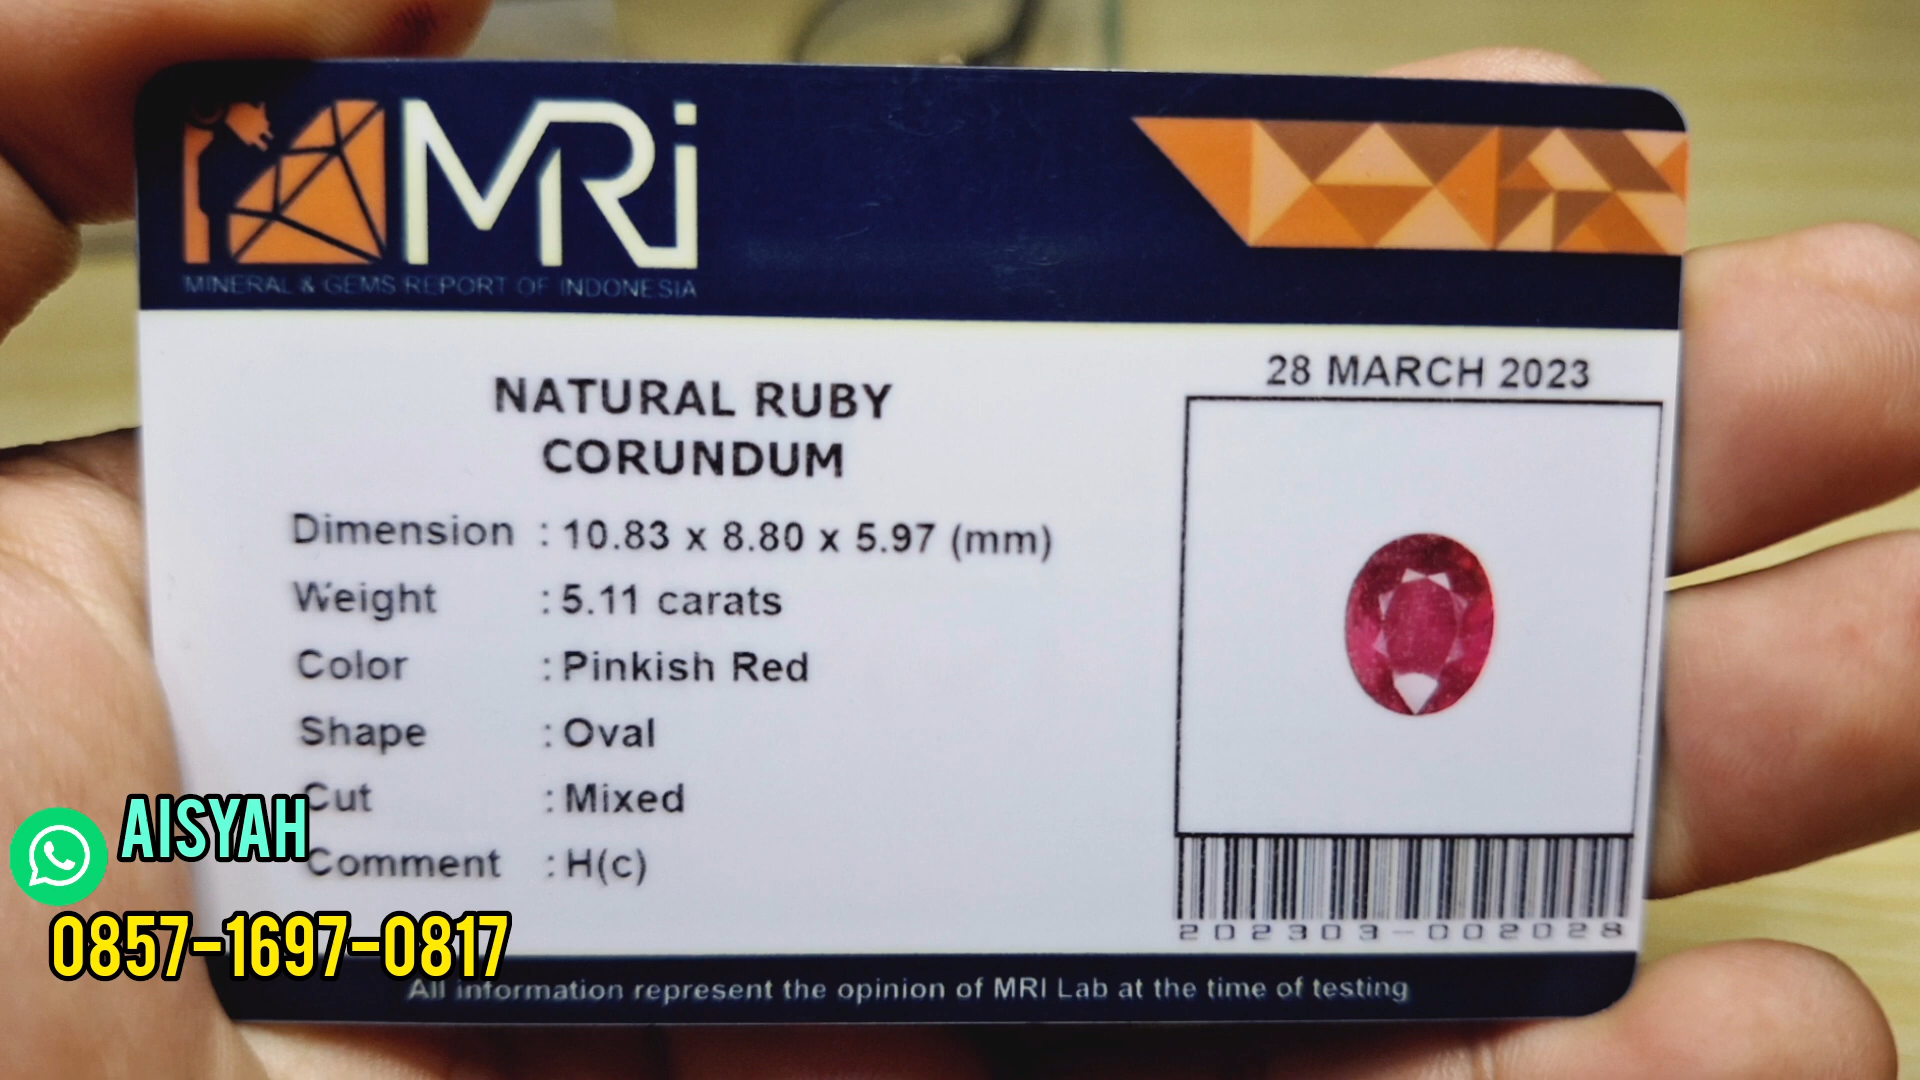 MRi
MINERAL & GEMS REPORT OF INDONESIA
28 MARCH 2023
NATURAL RUBY
CORUNDUM
Dimension : 10.83 x 8.80 x 5.97 (mm)
Weight : 5.11 carats
Color : Pinkish Red
Shape : Oval
Cut : Mixed
Comment : H(c)
202303-002028
All information represent the opinion of MRI Lab at the time of testing
AISYAH
0857-1697-0817